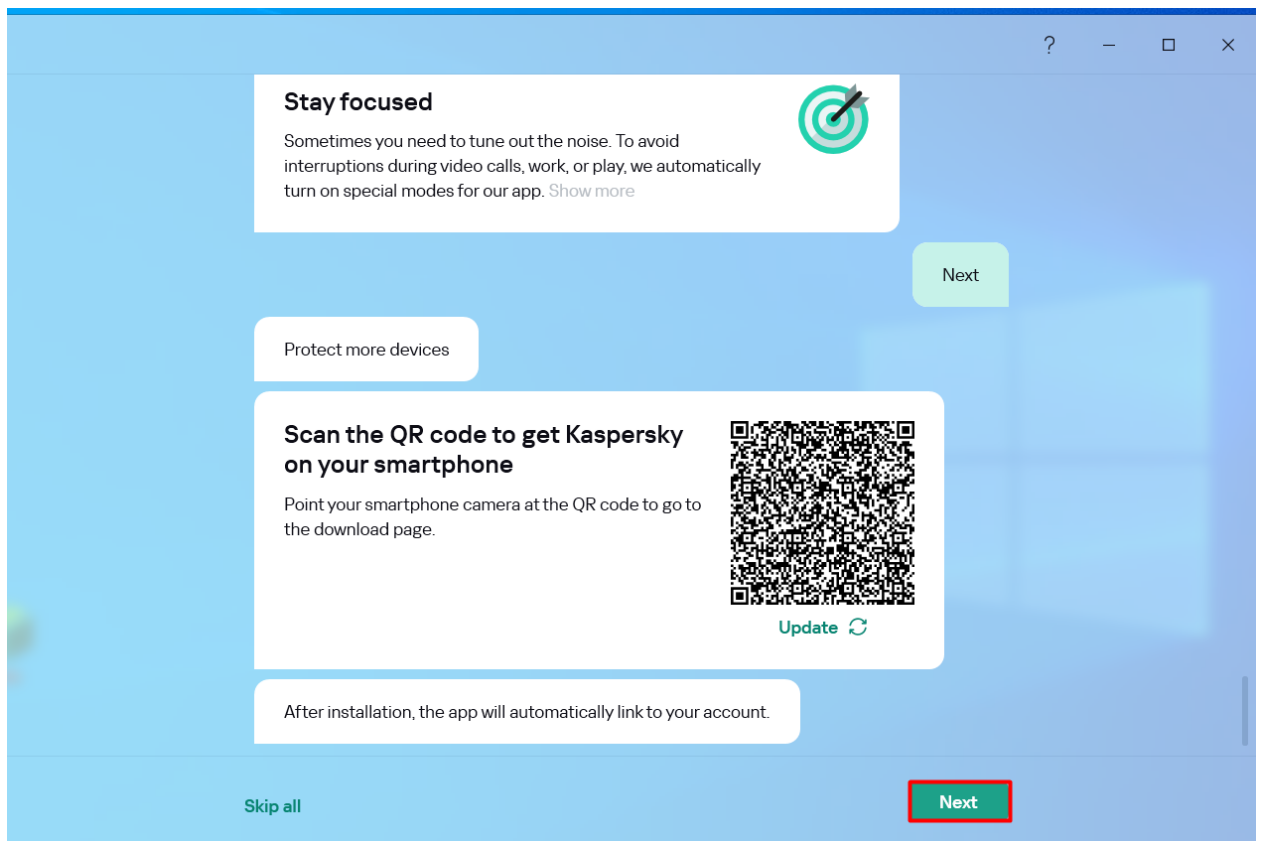 ?
Stay focused
Sometimes you need to tune out the noise. To avoid
interruptions during video calls, work, or play, we automatically
turn on special modes for our app. Show more
Next
Protect more devices
Scan the QR code to get Kaspersky
on your smartphone
Point your smartphone camera at the QR code to go to
the download page.
Update
After installation, the app will automatically link to your account.
Skip all
Next